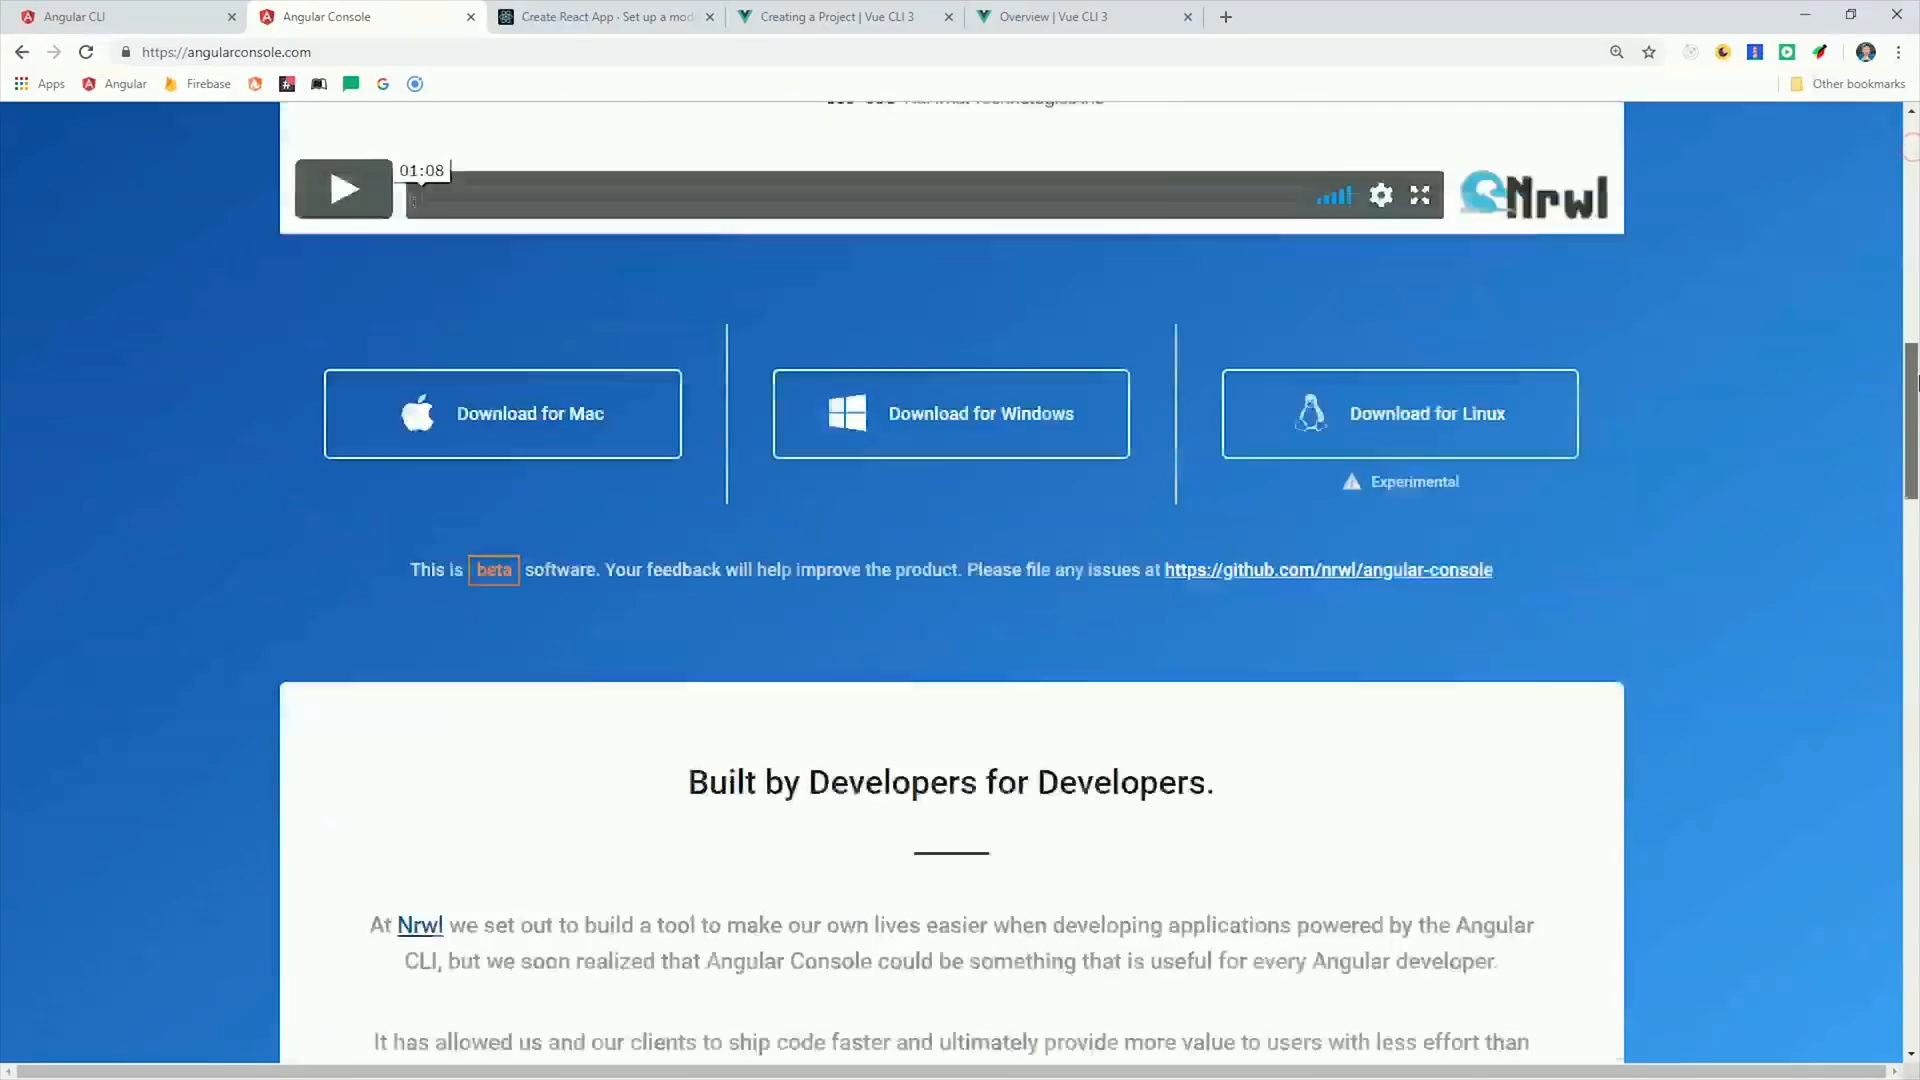 Angular CLI
Angular Console
Create React App · Set up a mod
Creating a Project | Vue CLI 3
Overview | Vue CLI 3
https://angularconsole.com
Apps
Angular
Firebase
Other bookmarks
01:08
Nrwl
Download for Mac
Download for Windows
Download for Linux
Experimental
This is beta software. Your feedback will help improve the product. Please file any issues at https://github.com/nrwl/angular-console
Built by Developers for Developers.
At Nrwl we set out to build a tool to make our own lives easier when developing applications powered by the Angular
CLI, but we soon realized that Angular Console could be something that is useful for every Angular developer.
It has allowed us and our clients to ship code faster and ultimately provide more value to users with less effort than